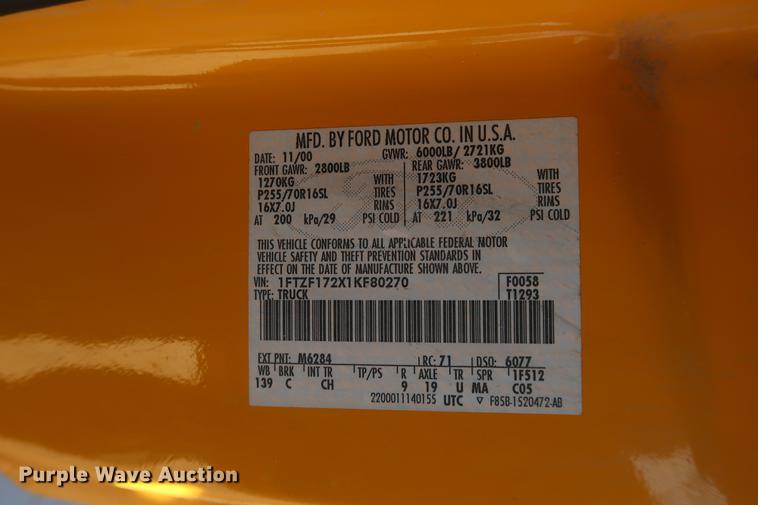 MFD. BY FORD MOTOR CO. IN U.S.A.
DATE: 11/00 GVWR: 6000LB/ 2721KG
FRONT GAWR: 2800LB REAR GAWR: 3800LB
1270KG WITH 1723KG WITH
P255/70R16SL TIRES P255/70R16SL TIRES
16X7.0J RIMS 16X7.0J RIMS
AT 200 kPa/29 PSI COLD AT 221 kPa/32 PSI COLD
THIS VEHICLE CONFORMS TO ALL APPLICABLE FEDERAL MOTOR
VEHICLE SAFETY AND THEFT PREVENTION STANDARDS IN
EFFECT ON THE DATE OF MANUFACTURE SHOWN ABOVE.
VIN: 1FTZF172X1KF80270 F0058
TYPE: TRUCK T1293
EXT PNT: M6284 RC: 71 DSO: 6077
WB BRK INT TR TP/PS R AXLE TR SPR 1F512
139 C CH 9 19 U MA C05
2200011140155 UTC ▽ F85B-1520472-AB
Purple Wave Auction